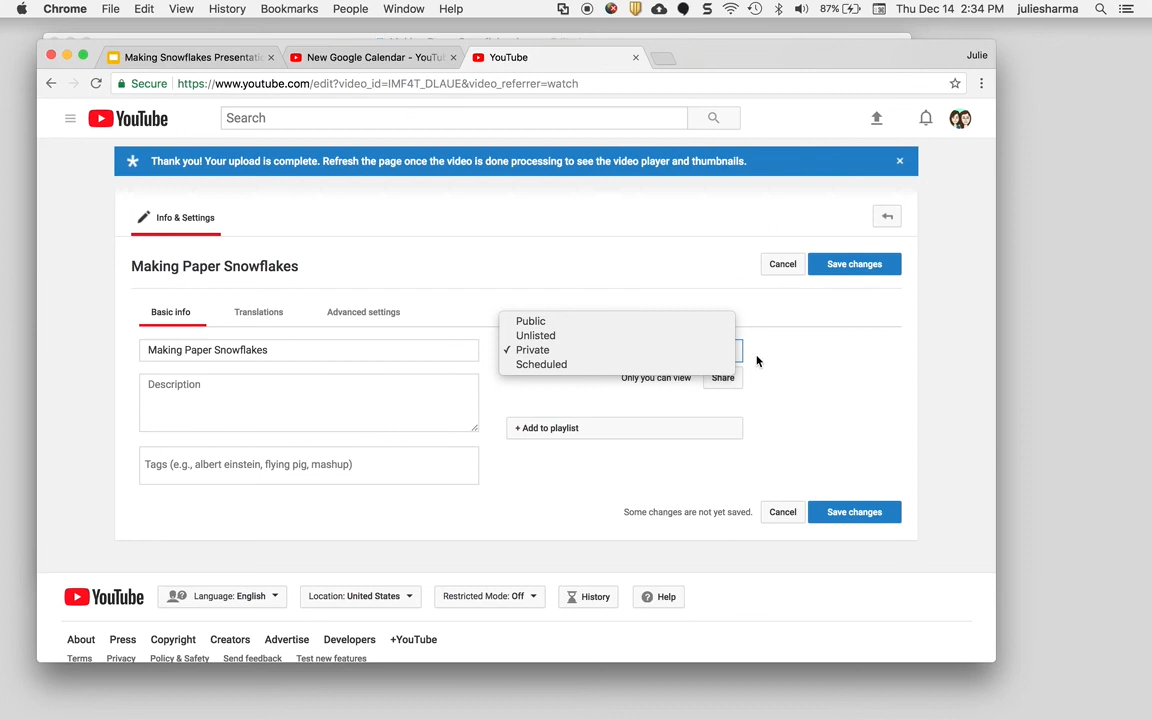 Chrome File Edit View History Bookmarks People Window Help 87% Thu Dec 14 2:34 PM juliesharma
Making Snowflakes Presentatio New Google Calendar - YouTu YouTube Julie
Secure https://www.youtube.com/edit?video_id=IMF4T_DLAUE&video_referrer=watch
YouTube Search
Thank you! Your upload is complete. Refresh the page once the video is done processing to see the video player and thumbnails.
Info & Settings
Making Paper Snowflakes Cancel Save changes
Basic info Translations Advanced settings
Public
Unlisted
Making Paper Snowflakes Private
Scheduled
Description Only you can view Share
+ Add to playlist
Tags (e.g., albert einstein, flying pig, mashup)
Some changes are not yet saved. Cancel Save changes
YouTube Language: English Location: United States Restricted Mode: Off History Help
About Press Copyright Creators Advertise Developers +YouTube
Terms Privacy Policy & Safety Send feedback Test new features